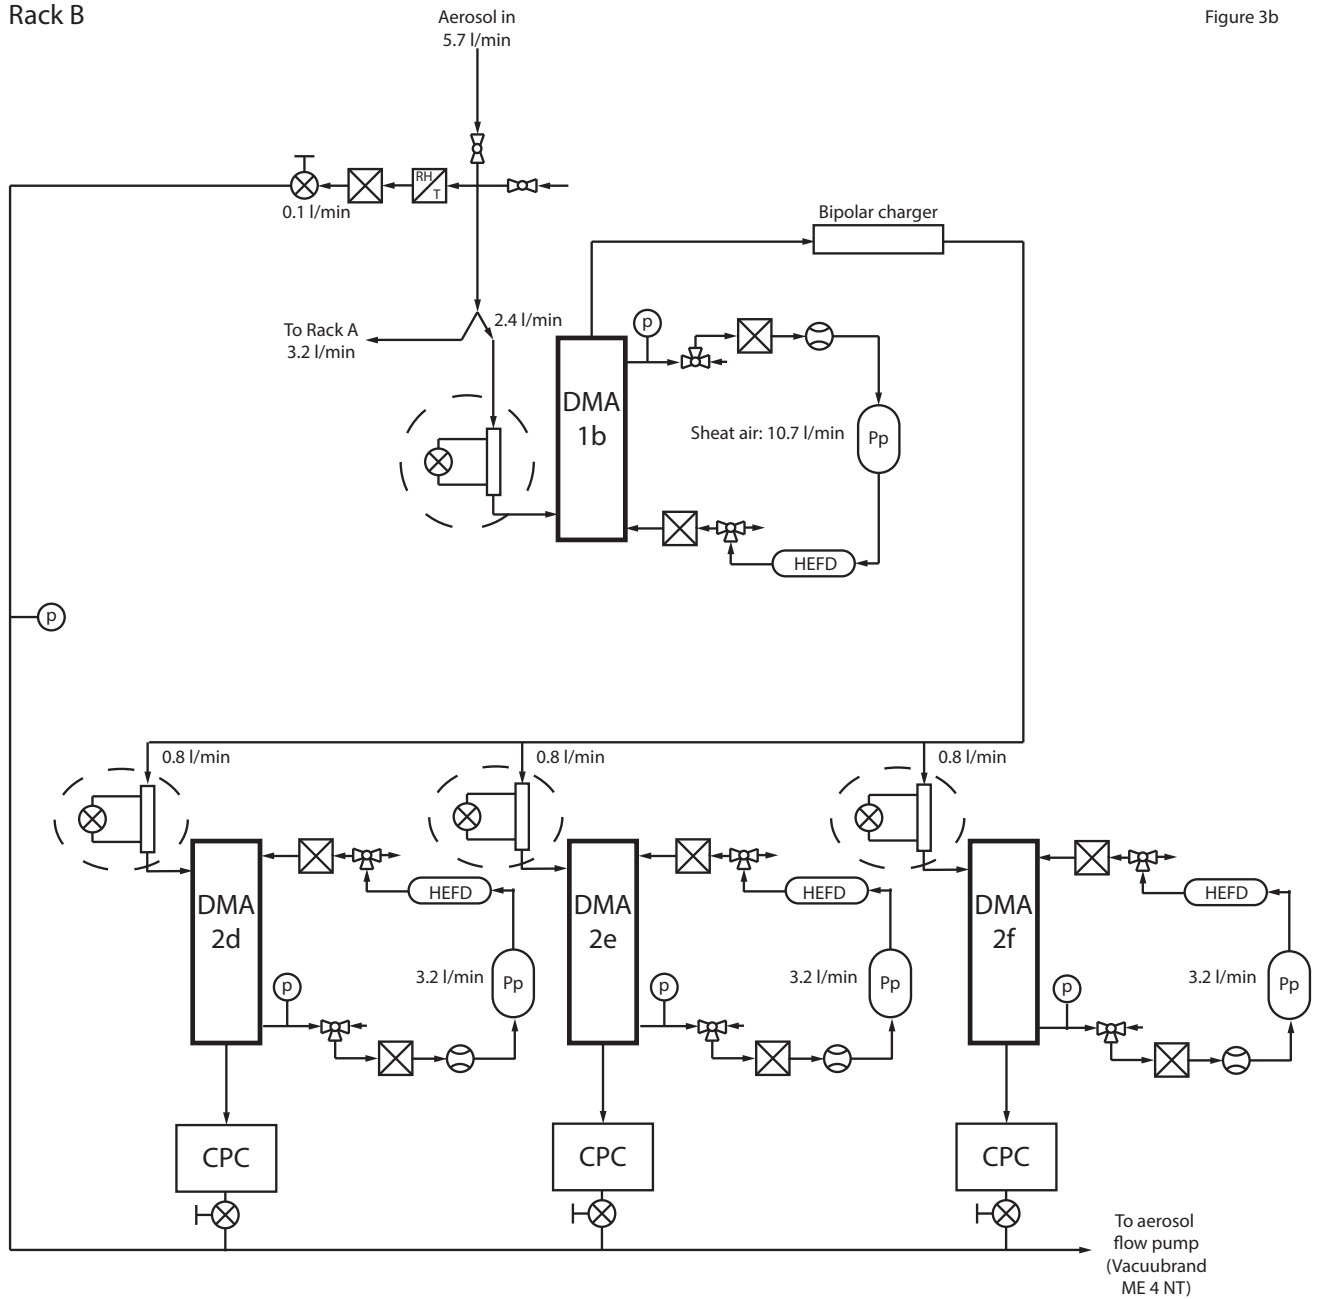 Rack B
Aerosol in
5.7 l/min
Figure 3b
RH
T
0.1 l/min
Bipolar charger
To Rack A
3.2 l/min
2.4 l/min
p
DMA
1b
Sheat air: 10.7 l/min
Pp
HEFD
p
0.8 l/min
0.8 l/min
0.8 l/min
DMA
2d
HEFD
3.2 l/min
Pp
p
DMA
2e
HEFD
3.2 l/min
Pp
p
DMA
2f
HEFD
3.2 l/min
Pp
p
CPC
CPC
CPC
To aerosol
flow pump
(Vacuubrand
ME 4 NT)